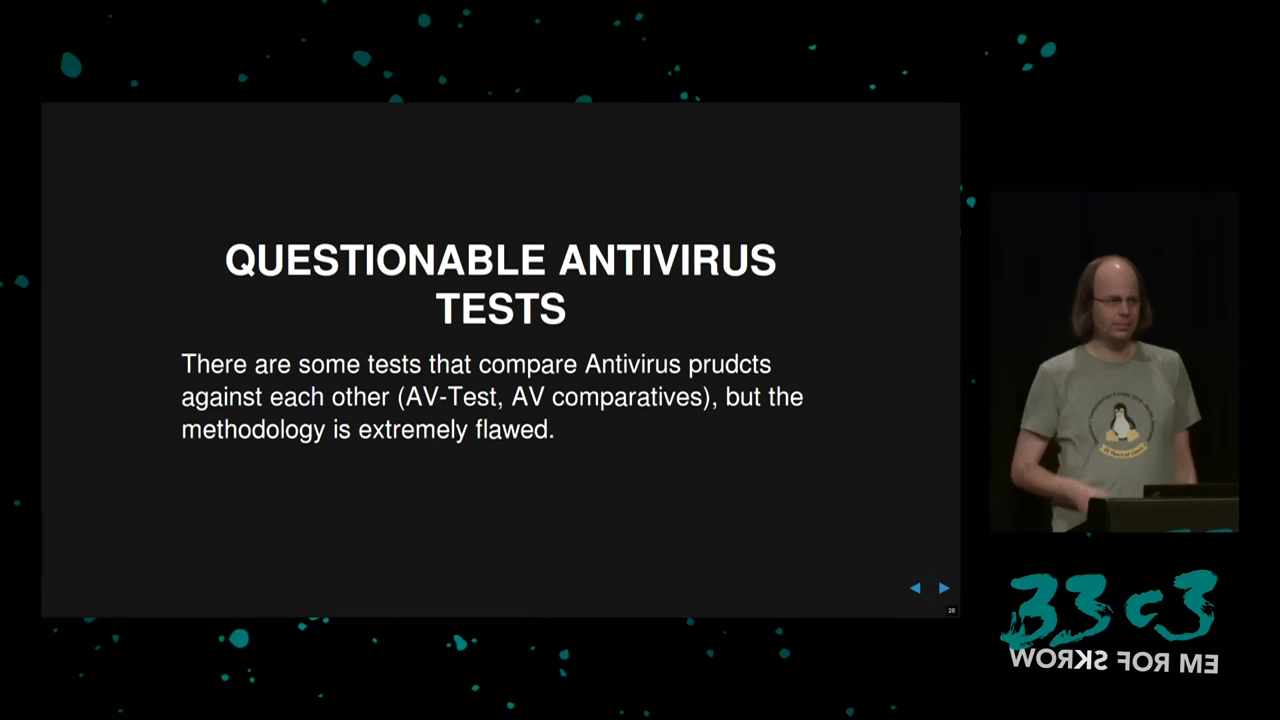 QUESTIONABLE ANTIVIRUS
TESTS
There are some tests that compare Antivirus prudcts
against each other (AV-Test, AV comparatives), but the
methodology is extremely flawed.
26
33c3
WORKS FOR ME